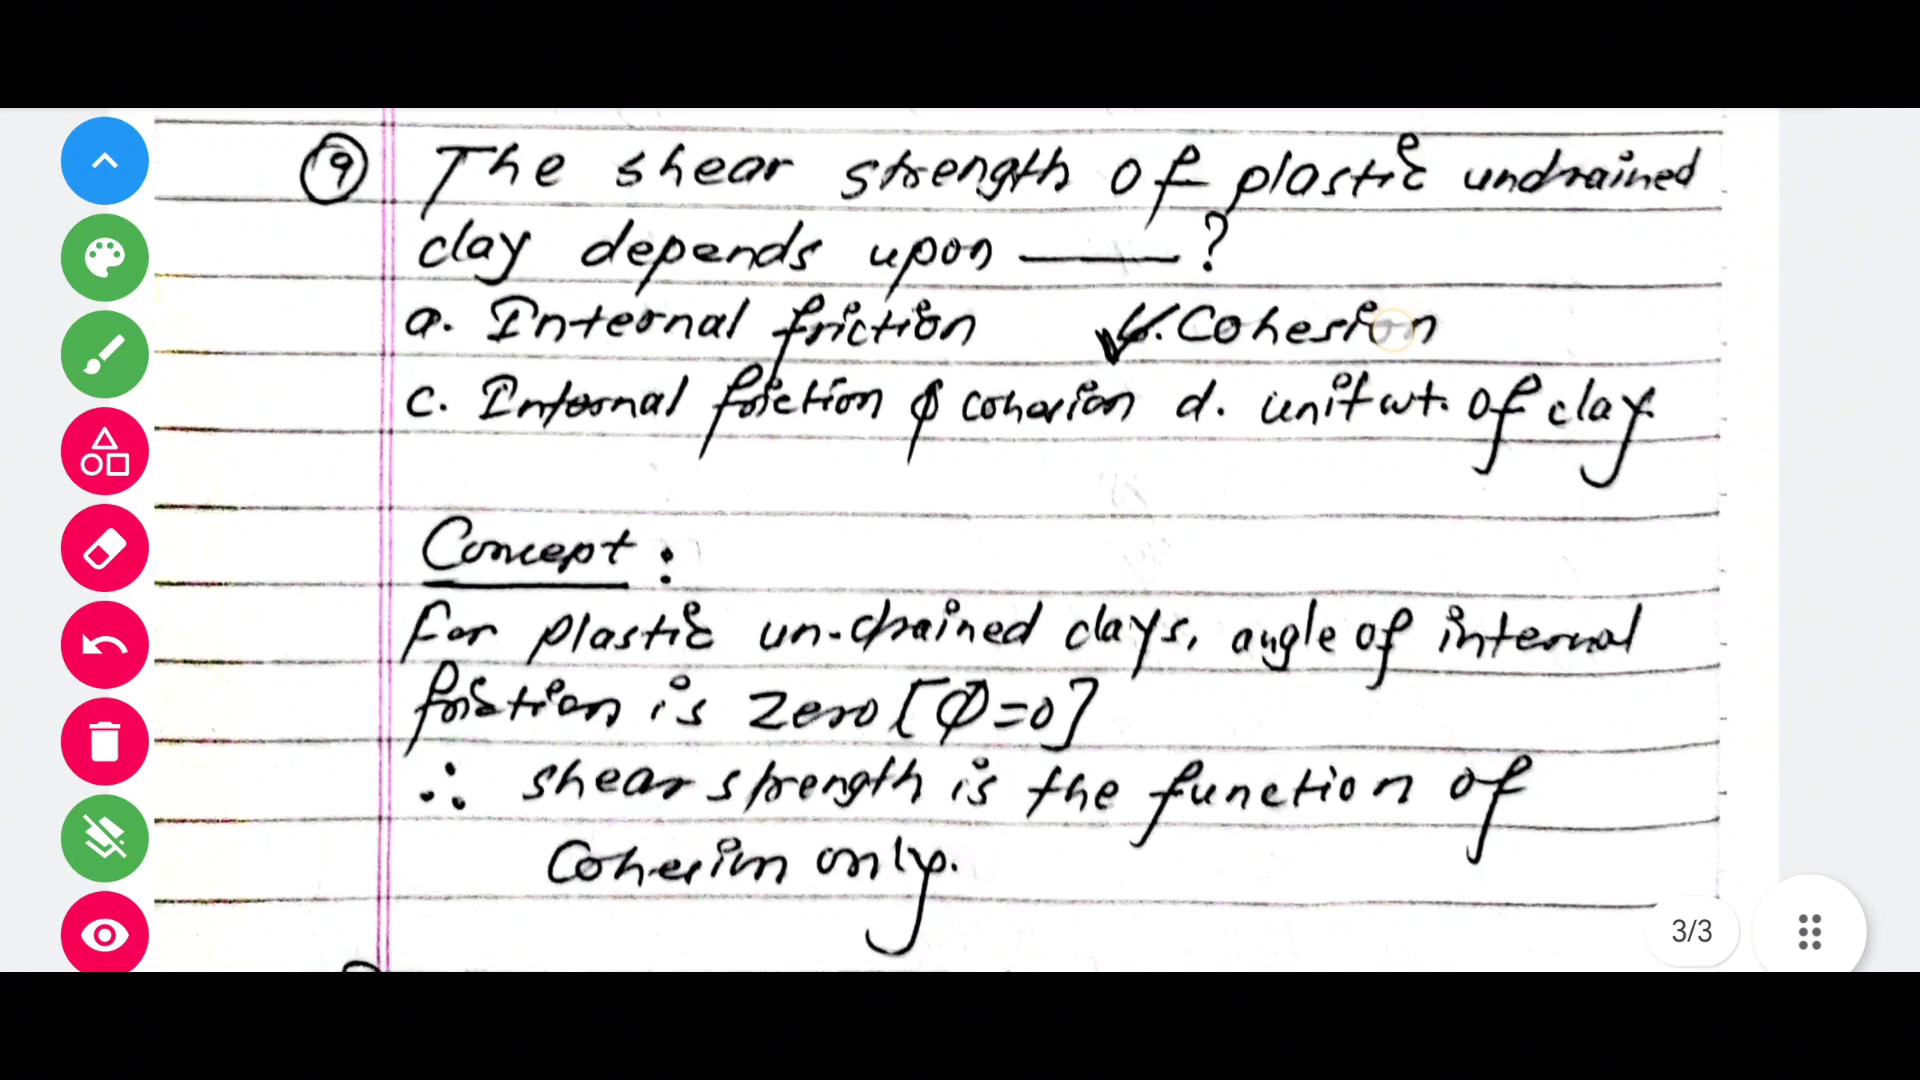 9 The shear strength of plastic undrained
clay depends upon ———?
a. Internal friction b. Cohesion
c. Internal friction & cohesion d. unit wt. of clay.
Concept :
For plastic un-drained clays, angle of internal
friction is zero [Ø=0]
∴ shear strength is the function of
Cohesion only.
3/3